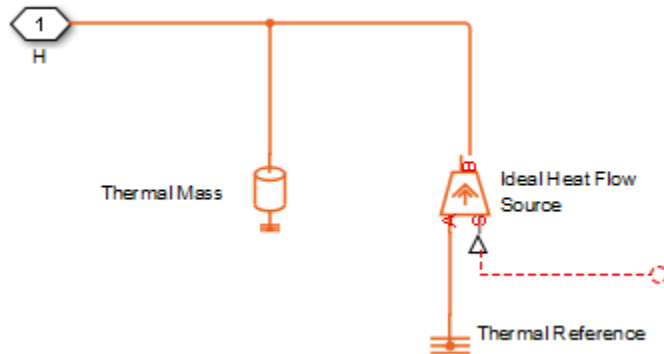 1
H
Thermal Mass
B
Ideal Heat Flow
Source
A
S
Thermal Reference